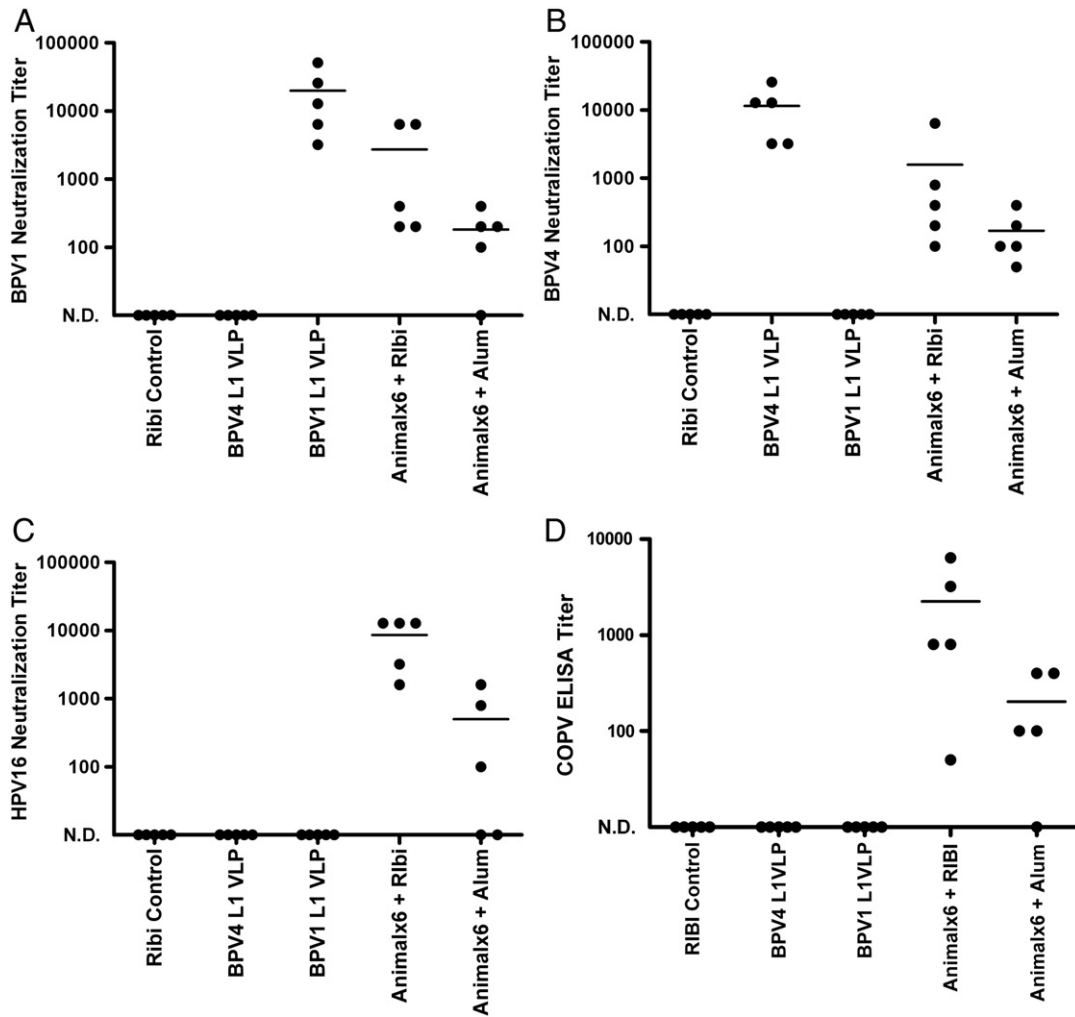 A
BPV1 Neutralization Titer
100000
10000
1000
100
N.D.
Ribi Control
BPV4 L1 VLP
BPV1 L1 VLP
Animalx6 + RIbi
Animalx6 + Alum
B
BPV4 Neutralization Titer
100000
10000
1000
100
N.D.
Ribi Control
BPV4 L1 VLP
BPV1 L1 VLP
Animalx6 + RIbi
Animalx6 + Alum
C
HPV16 Neutralization Titer
100000
10000
1000
100
N.D.
Ribi Control
BPV4 L1 VLP
BPV1 L1 VLP
Animalx6 + RIbi
Animalx6 + Alum
D
COPV ELISA Titer
10000
1000
100
N.D.
RIBI Control
BPV4 L1VLP
BPV1 L1VLP
Animalx6 + RIBI
Animalx6 + Alum